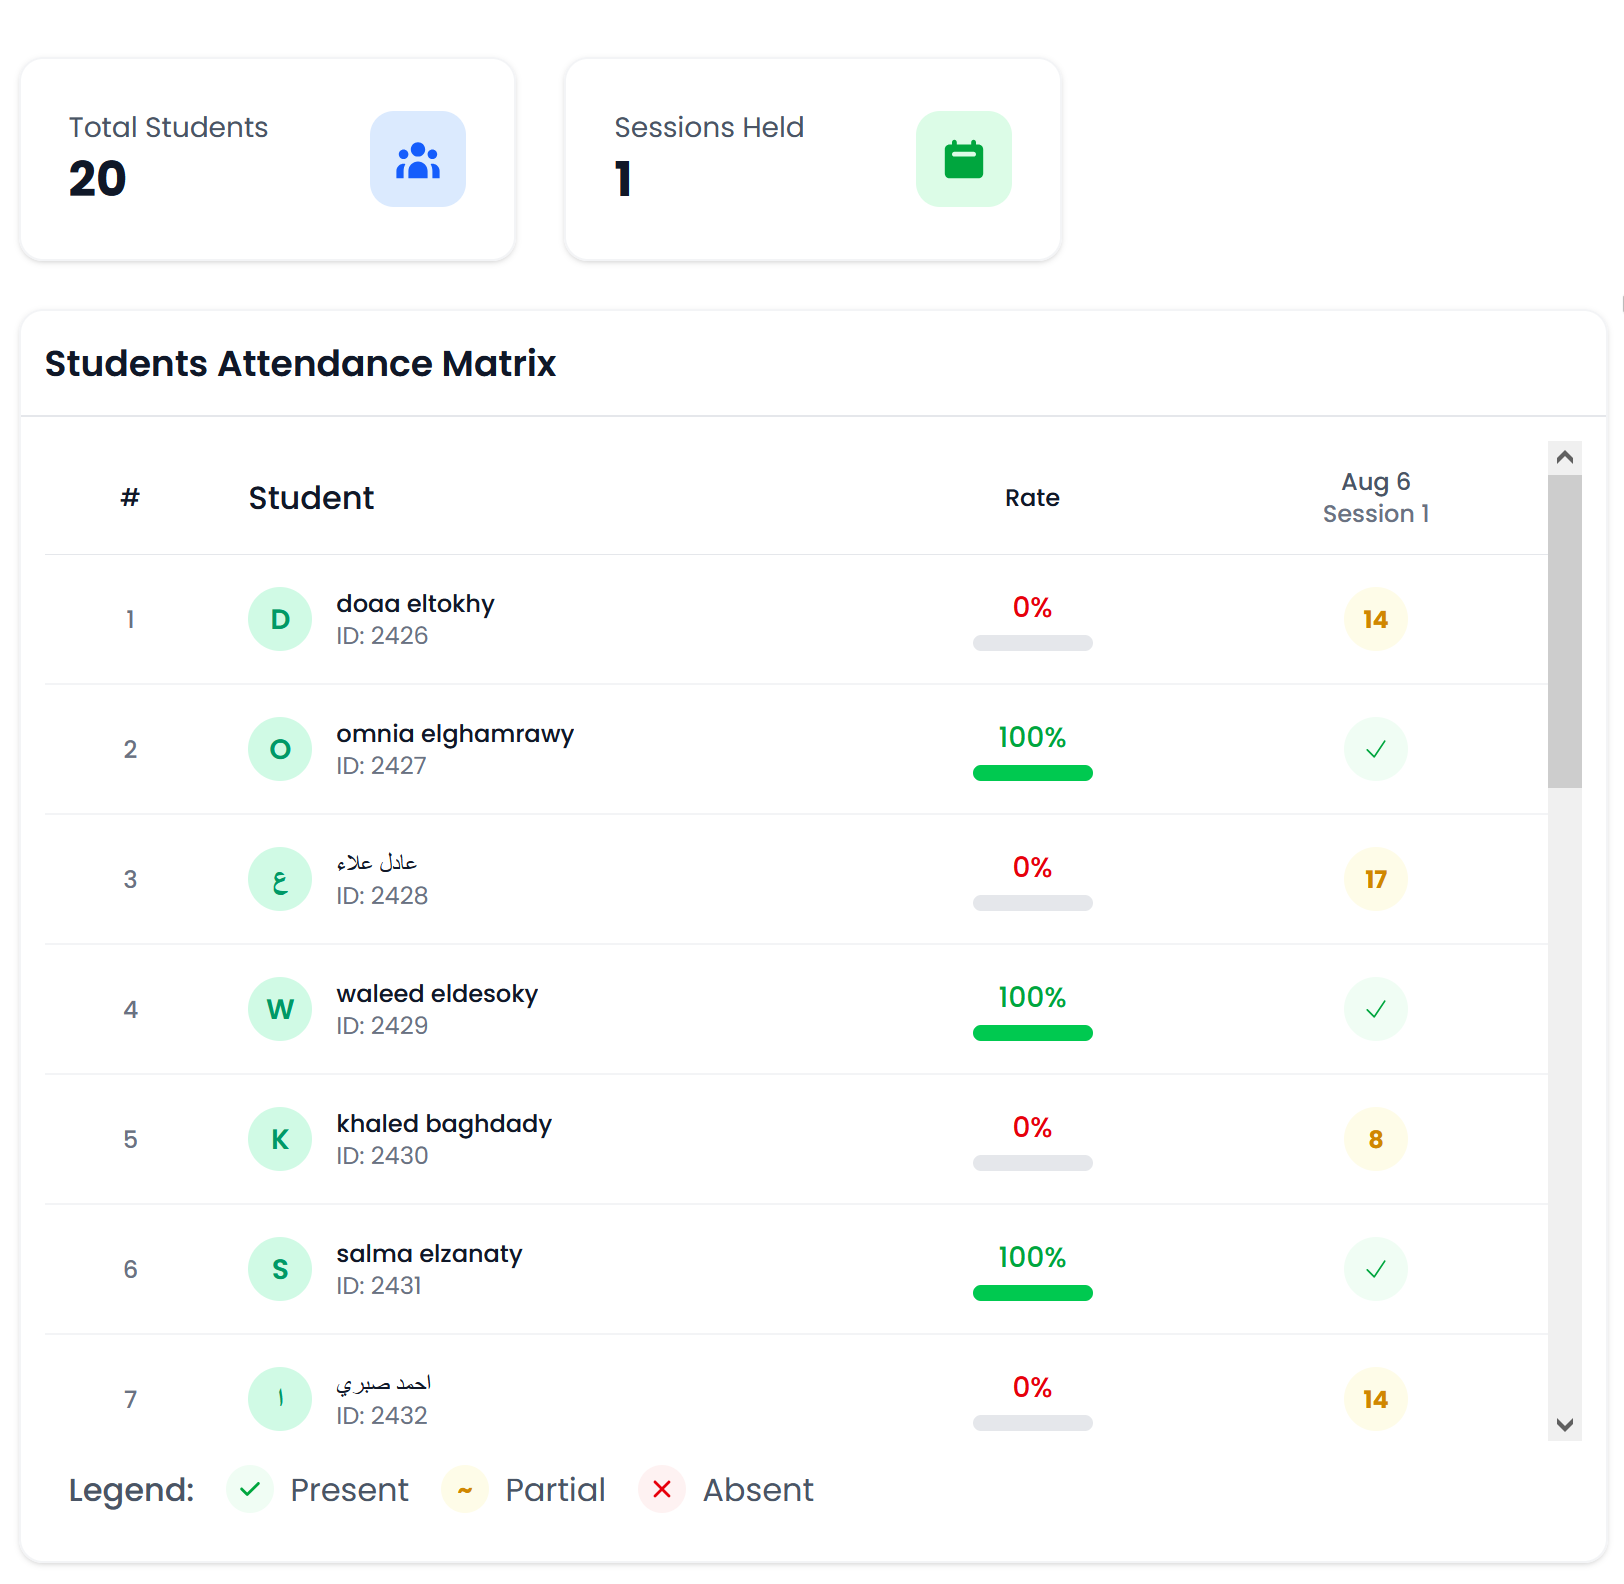 Total Students
20
Sessions Held
1
Students Attendance Matrix
# Student Rate Aug 6
Session 1
1 D doaa eltokhy 0% 14
ID: 2426
2 O omnia elghamrawy 100% ✓
ID: 2427
3 ع عادل علاء 0% 17
ID: 2428
4 W waleed eldesoky 100% ✓
ID: 2429
5 K khaled baghdady 0% 8
ID: 2430
6 S salma elzanaty 100% ✓
ID: 2431
7 ا احمد صبري 0% 14
ID: 2432
Legend: ✓ Present ~ Partial ✕ Absent